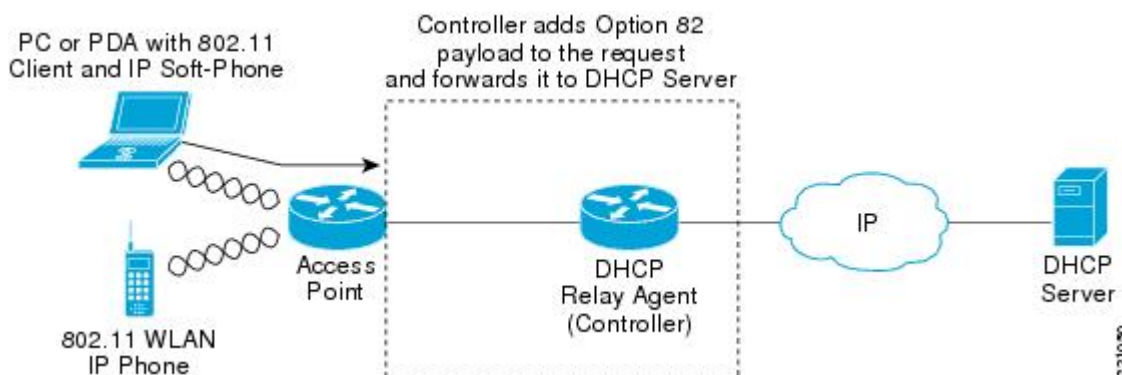 Controller adds Option 82
payload to the request
and forwards it to DHCP Server
PC or PDA with 802.11
Client and IP Soft-Phone
Access
Point
DHCP
Relay Agent
(Controller)
IP
DHCP
Server
802.11 WLAN
IP Phone